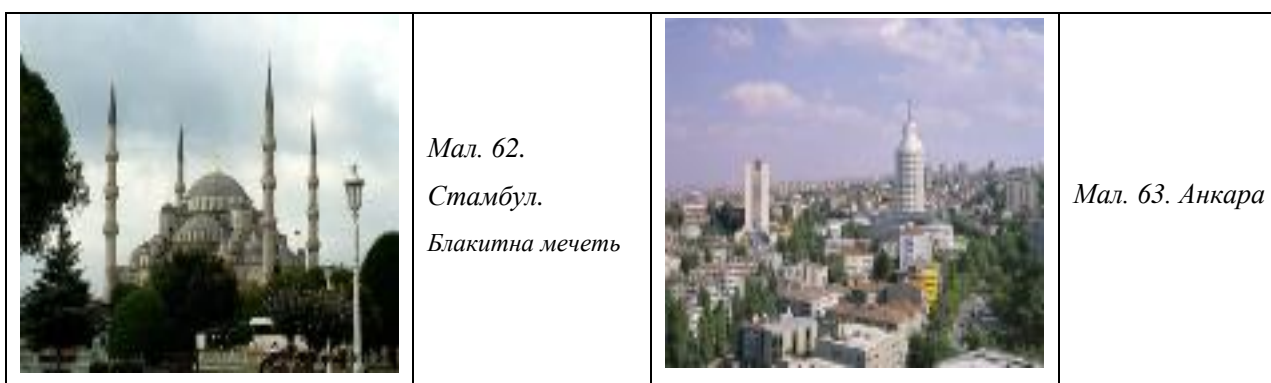 Мал. 62.
Стамбул.
Блакитна мечеть
Мал. 63. Анкара